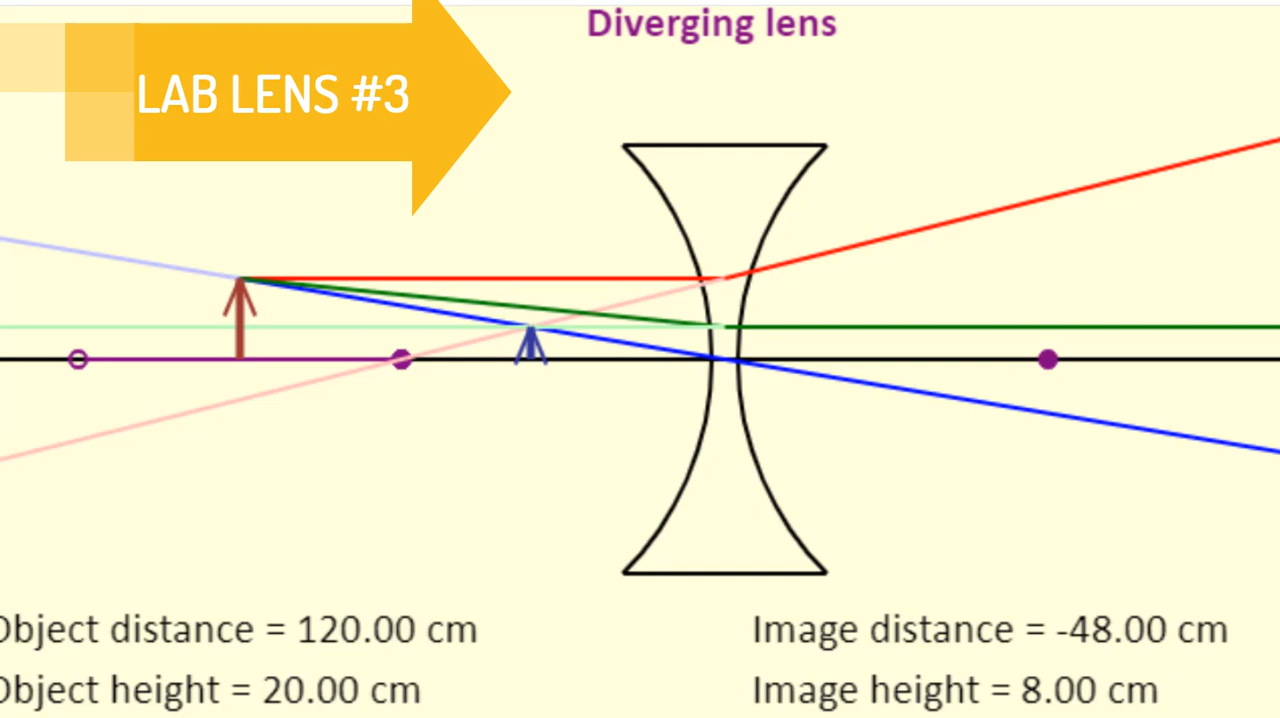 Diverging lens
LAB LENS #3
Object distance = 120.00 cm
Image distance = -48.00 cm
Object height = 20.00 cm
Image height = 8.00 cm